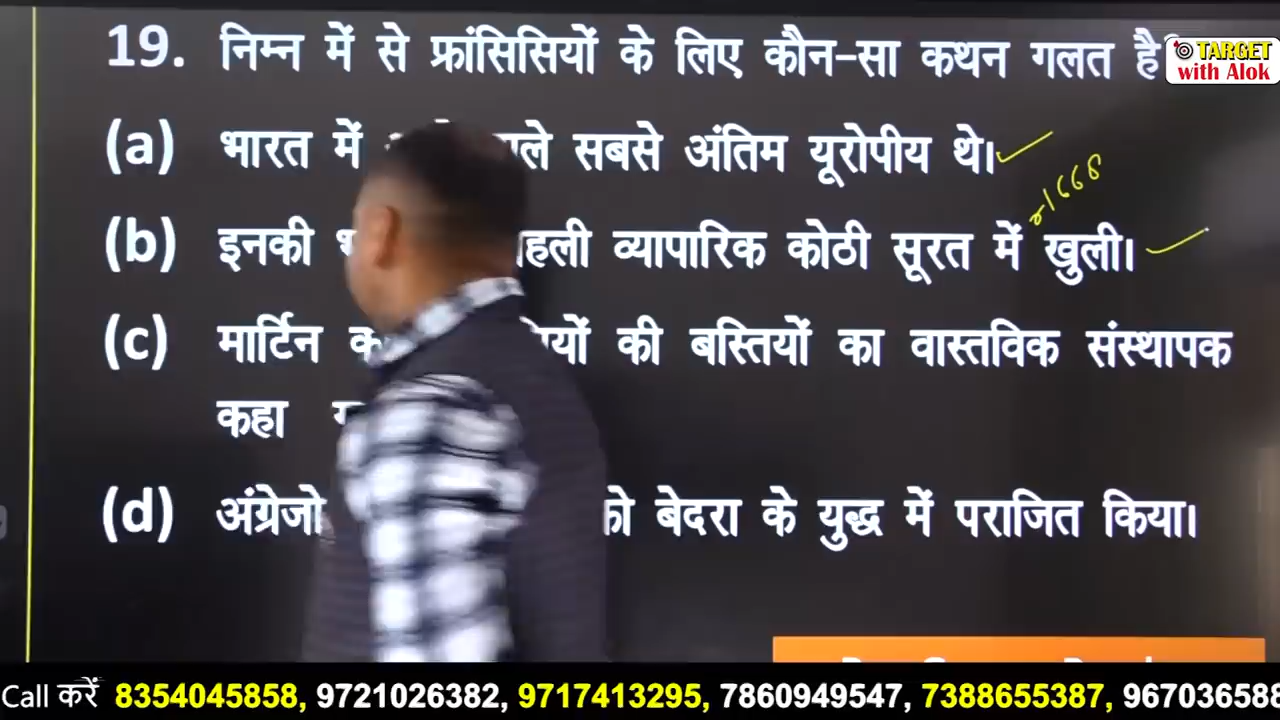 19. निम्न में से फ्रांसिसियों के लिए कौन-सा कथन गलत है
TARGET
with Alok
(a) भारत में सबसे अंतिम यूरोपीय थे।
1668
(b) इनकी व्यापारिक कोठी सूरत में खुली।
(c) मार्टिन की बस्तियों का वास्तविक संस्थापक
कहा
(d) अंग्रेजो बेदरा के युद्ध में पराजित किया।
Call करें 8354045858, 9721026382, 9717413295, 7860949547, 7388655387, 967036588